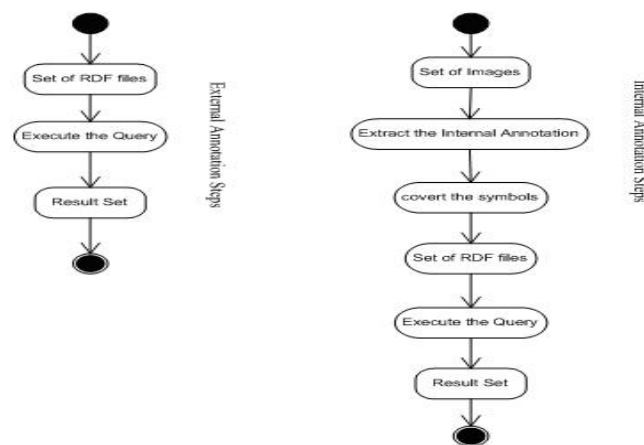 Set of RDF files
Execute the Query
Result Set
External Annotation Steps
Set of Images
Extract the Internal Annotation
covert the symbols
Set of RDF files
Execute the Query
Result Set
Internal Annotation Steps